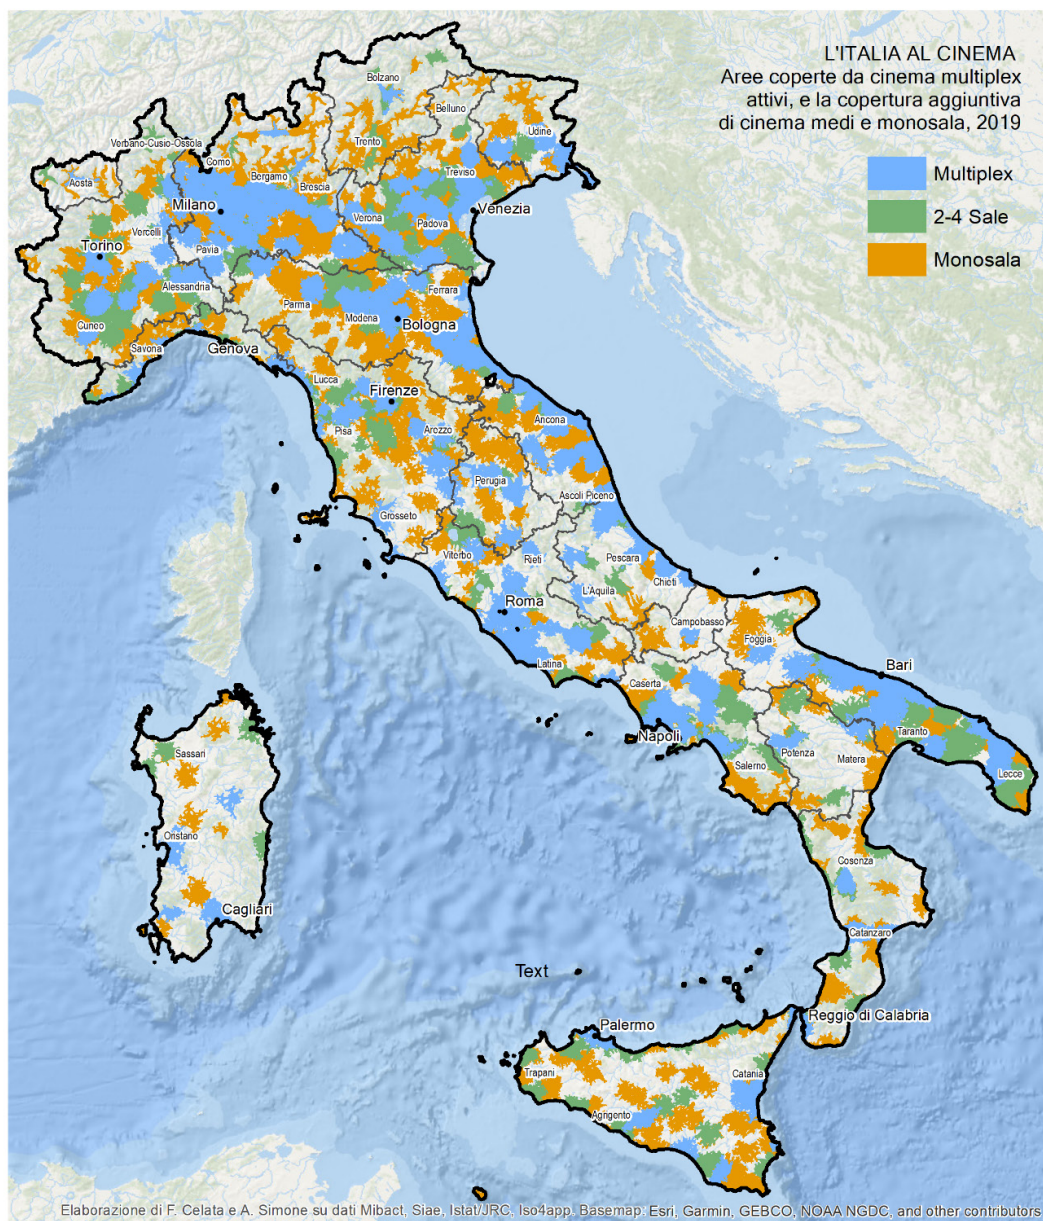 L'ITALIA AL CINEMA
Aree coperte da cinema multiplex
attivi, e la copertura aggiuntiva
di cinema medi e monosala, 2019
Multiplex
2-4 Sale
Monosala
Bolzano
Belluno
Verbano-Cusio-Ossola
Trento
Udine
Como
Aosta
Bergamo
Treviso
Brescia
Milano
Venezia
Verona
Padova
Vercelli
Torino
Pavia
Alessandria
Ferrara
Parma
Modena
Bologna
Cuneo
Savona
Genova
Lucca
Firenze
Ancona
Pisa
Arezzo
Perugia
Ascoli Piceno
Grosseto
Viterbo
Rieti
Pescara
Chieti
L'Aquila
Roma
Campobasso
Foggia
Latina
Bari
Caserta
Napoli
Taranto
Potenza
Matera
Salerno
Lecce
Sassari
Oristano
Cosenza
Cagliari
Catanzaro
Text
Reggio di Calabria
Palermo
Trapani
Catania
Agrigento
Elaborazione di F. Celata e A. Simone su dati Mibact, Siae, Istat/JRC, Iso4app. Basemap: Esri, Garmin, GEBCO, NOAA NGDC, and other contributors